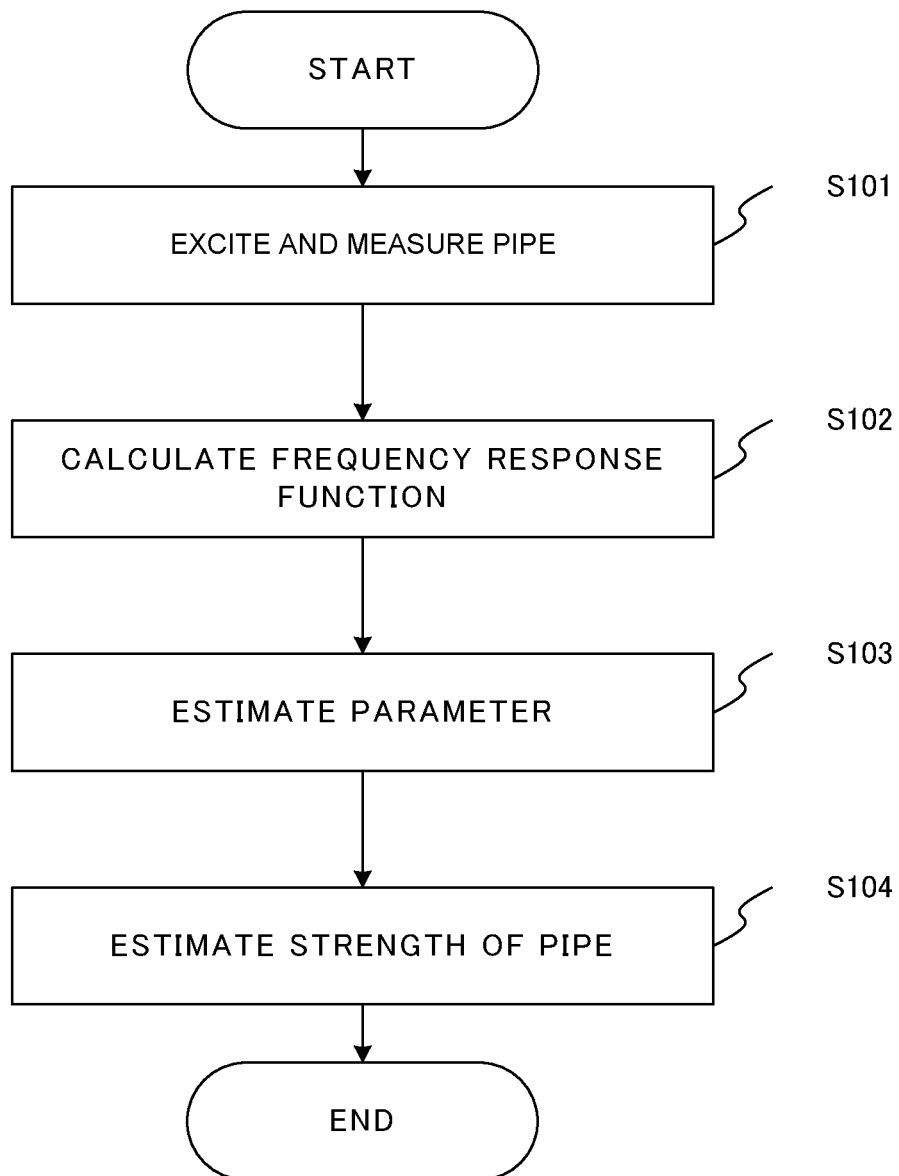 START
S101
EXCITE AND MEASURE PIPE
S102
CALCULATE FREQUENCY RESPONSE
FUNCTION
S103
ESTIMATE PARAMETER
S104
ESTIMATE STRENGTH OF PIPE
END